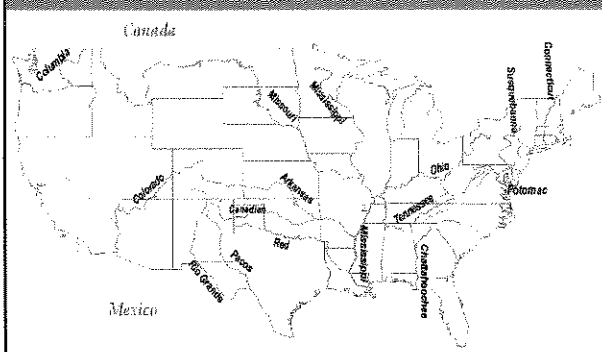 Canada
Columbia
Missouri
Mississippi
Susquehanna
Connecticut
Colorado
Arkansas
Ohio
Potomac
Canadian
Tennessee
Red
Pecos
Rio Grande
Mississippi
Chattahoochee
Mexico